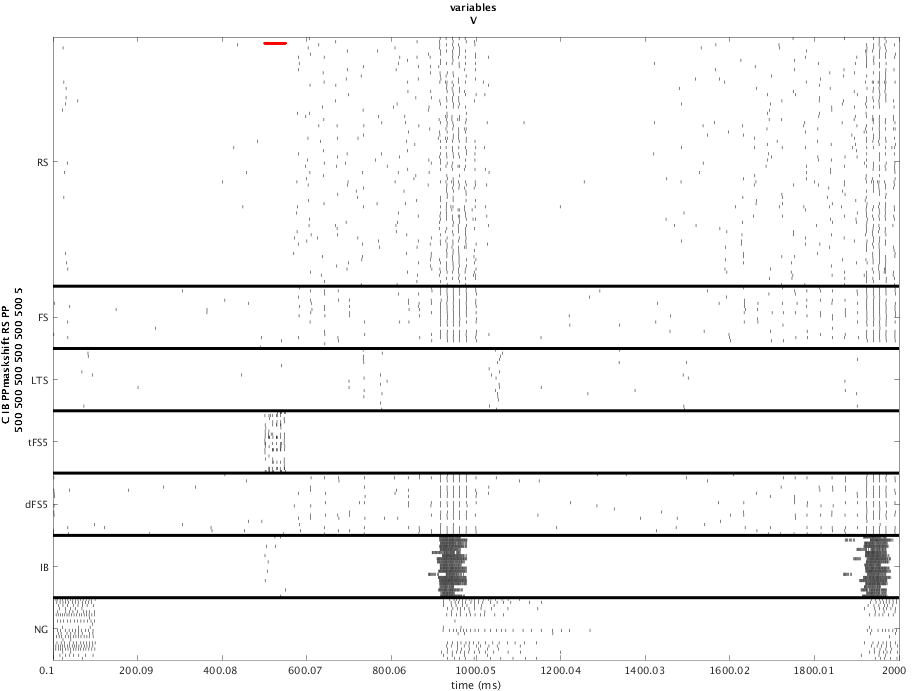 variables
V
C IB PPmaskshift RS PP
500 500 500 500 500 500 5
RS
FS
LTS
tFS5
dFS5
IB
NG
0.1 200.09 400.08 600.07 800.06 1000.05 1200.04 1400.03 1600.02 1800.01 2000
time (ms)